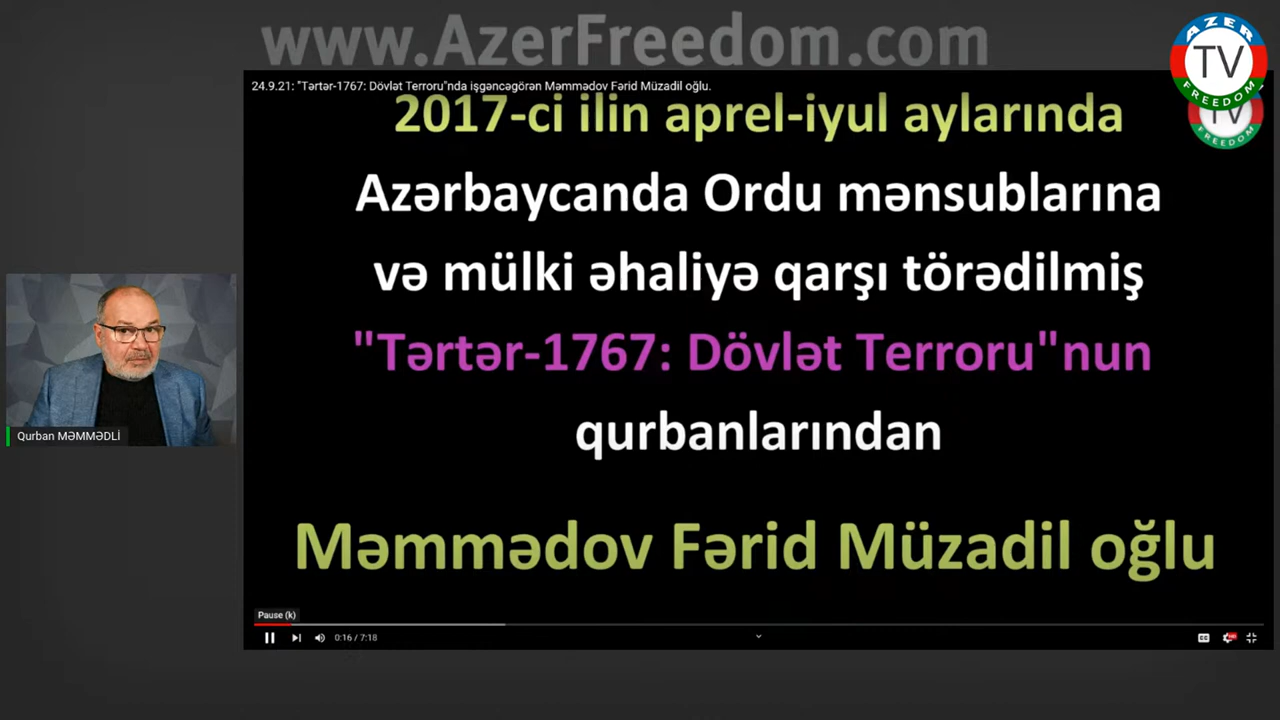 www.AzerFreedom.com
AZER
TV
FREEDOM
TV
FREEDOM
24.9.21: "Tərtər-1767: Dövlət Terroru"nda işgəncəgörən Məmmədov Fərid Müzadil oğlu.
2017-ci ilin aprel-iyul aylarında
Azərbaycanda Ordu mənsublarına
və mülki əhaliyə qarşı törədilmiş
"Tərtər-1767: Dövlət Terroru"nun
qurbanlarından
Məmmədov Fərid Müzadil oğlu
Qurban MƏMMƏDLİ
Pause (k)
0:16 / 7:18